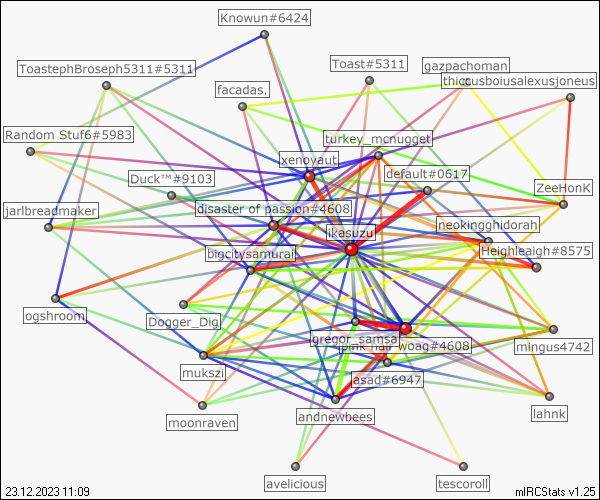 Knowun#6424
Toast#5311
gazpachoman
ToastephBroseph5311#5311
thiccusboiusalexusjoneus
facadas.
Random Stuf6#5983
turkey_mcnugget
xenoyaut
default#0617
Duck™#9103
ZeeHonK
jarlbreadmaker
disaster of passion#4608
neokingghidorah
ikasuzu
bigcitysamurai
Heighleaigh#8575
ogshroom
Dogger_Dig
gregor_samsa
woag#4608
mingus4742
mukszi
asad#6947
lahnk
moonraven
andnewbees
avelicious
tescoroll
23.12.2023 11:09
mIRCStats v1.25